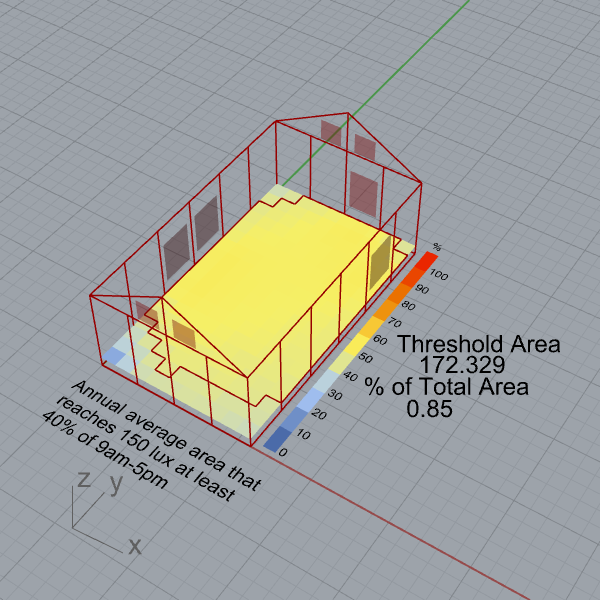 %
100
90
80
70
60
50
40
30
20
10
0
Threshold Area
172.329
% of Total Area
0.85
Annual average area that
reaches 150 lux at least
40% of 9am-5pm
z
y
x